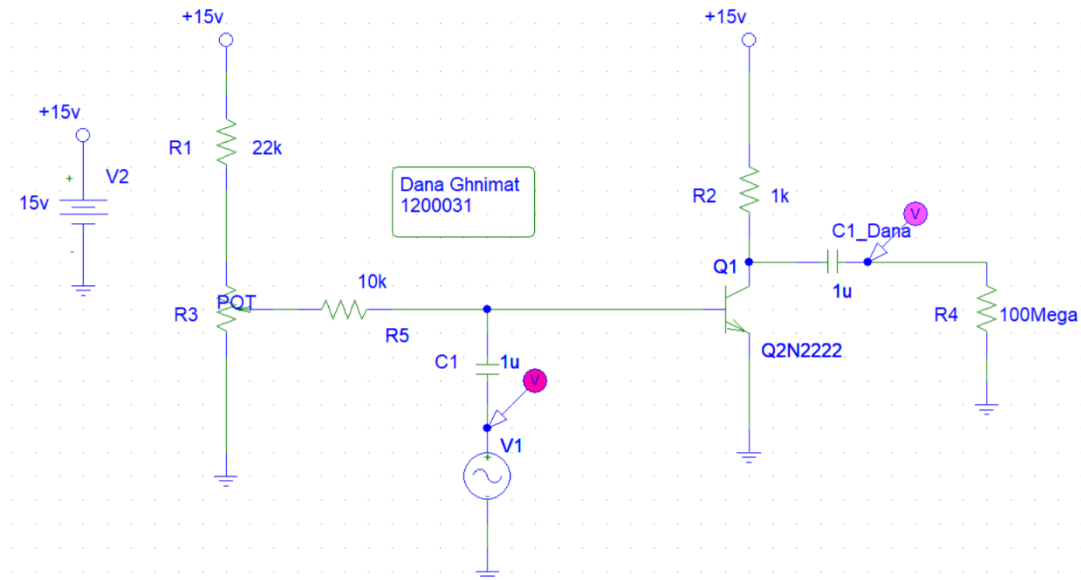 +15v
+15v
+15v
R1
22k
V2
15v
Dana Ghnimat
1200031
R2
1k
C1_Dana
V
Q1
1u
10k
R3
POT
R5
R4
100Mega
Q2N2222
C1
1u
V
V1